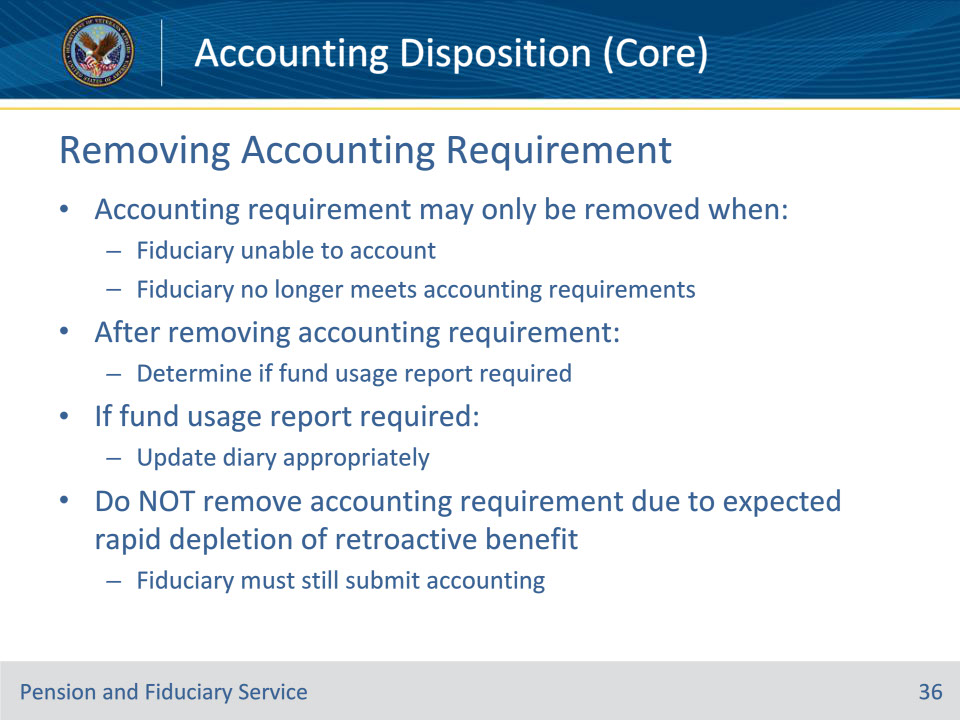 Accounting Disposition (Core)
Removing Accounting Requirement
• Accounting requirement may only be removed when:
– Fiduciary unable to account
– Fiduciary no longer meets accounting requirements
• After removing accounting requirement:
– Determine if fund usage report required
• If fund usage report required:
– Update diary appropriately
• Do NOT remove accounting requirement due to expected
rapid depletion of retroactive benefit
– Fiduciary must still submit accounting
Pension and Fiduciary Service
36